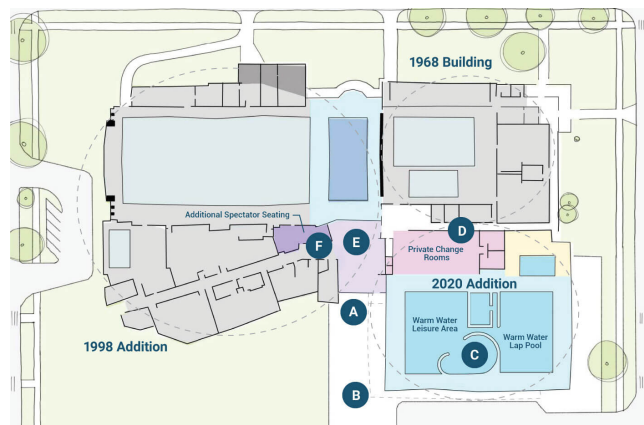 1968 Building
Additional Spectator Seating
F
E
D
Private Change
Rooms
2020 Addition
A
Warm Water
Leisure Area
Warm Water
Lap Pool
C
1998 Addition
B